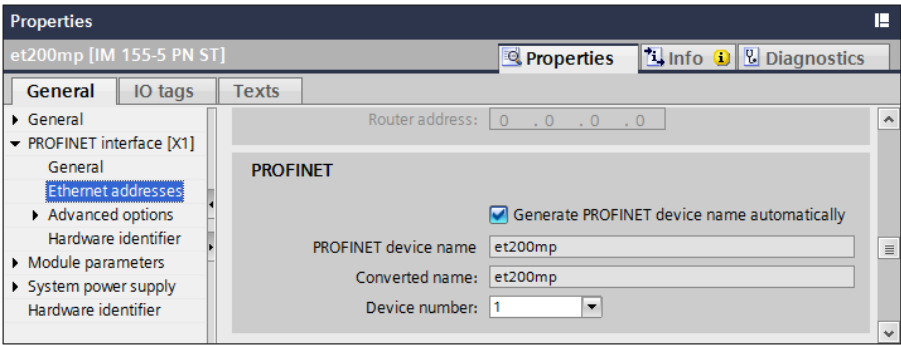 Properties
et200mp [IM 155-5 PN ST]
Properties Info Diagnostics
General IO tags Texts
General
PROFINET interface [X1]
General
Ethernet addresses
Advanced options
Hardware identifier
Module parameters
System power supply
Hardware identifier
Router address: 0 . 0 . 0 . 0
PROFINET
Generate PROFINET device name automatically
PROFINET device name et200mp
Converted name: et200mp
Device number: 1